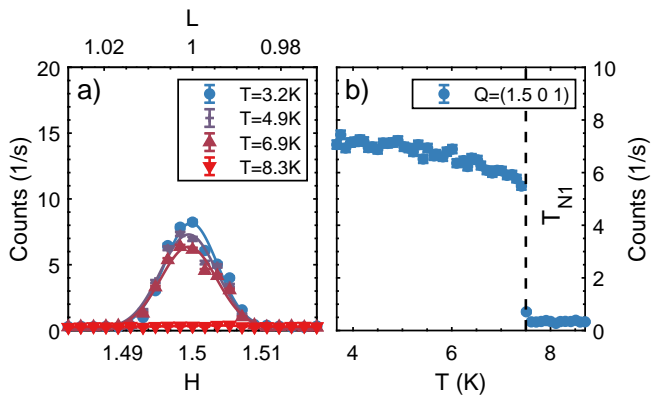 L
1.02 1 0.98
20
15
10
5
0
Counts (1/s)
a)
T=3.2K
T=4.9K
T=6.9K
T=8.3K
1.49 1.5 1.51
H
b)
Q=(1.5 0 1)
T_N1
10
8
6
4
2
0
Counts (1/s)
4 6 8
T (K)